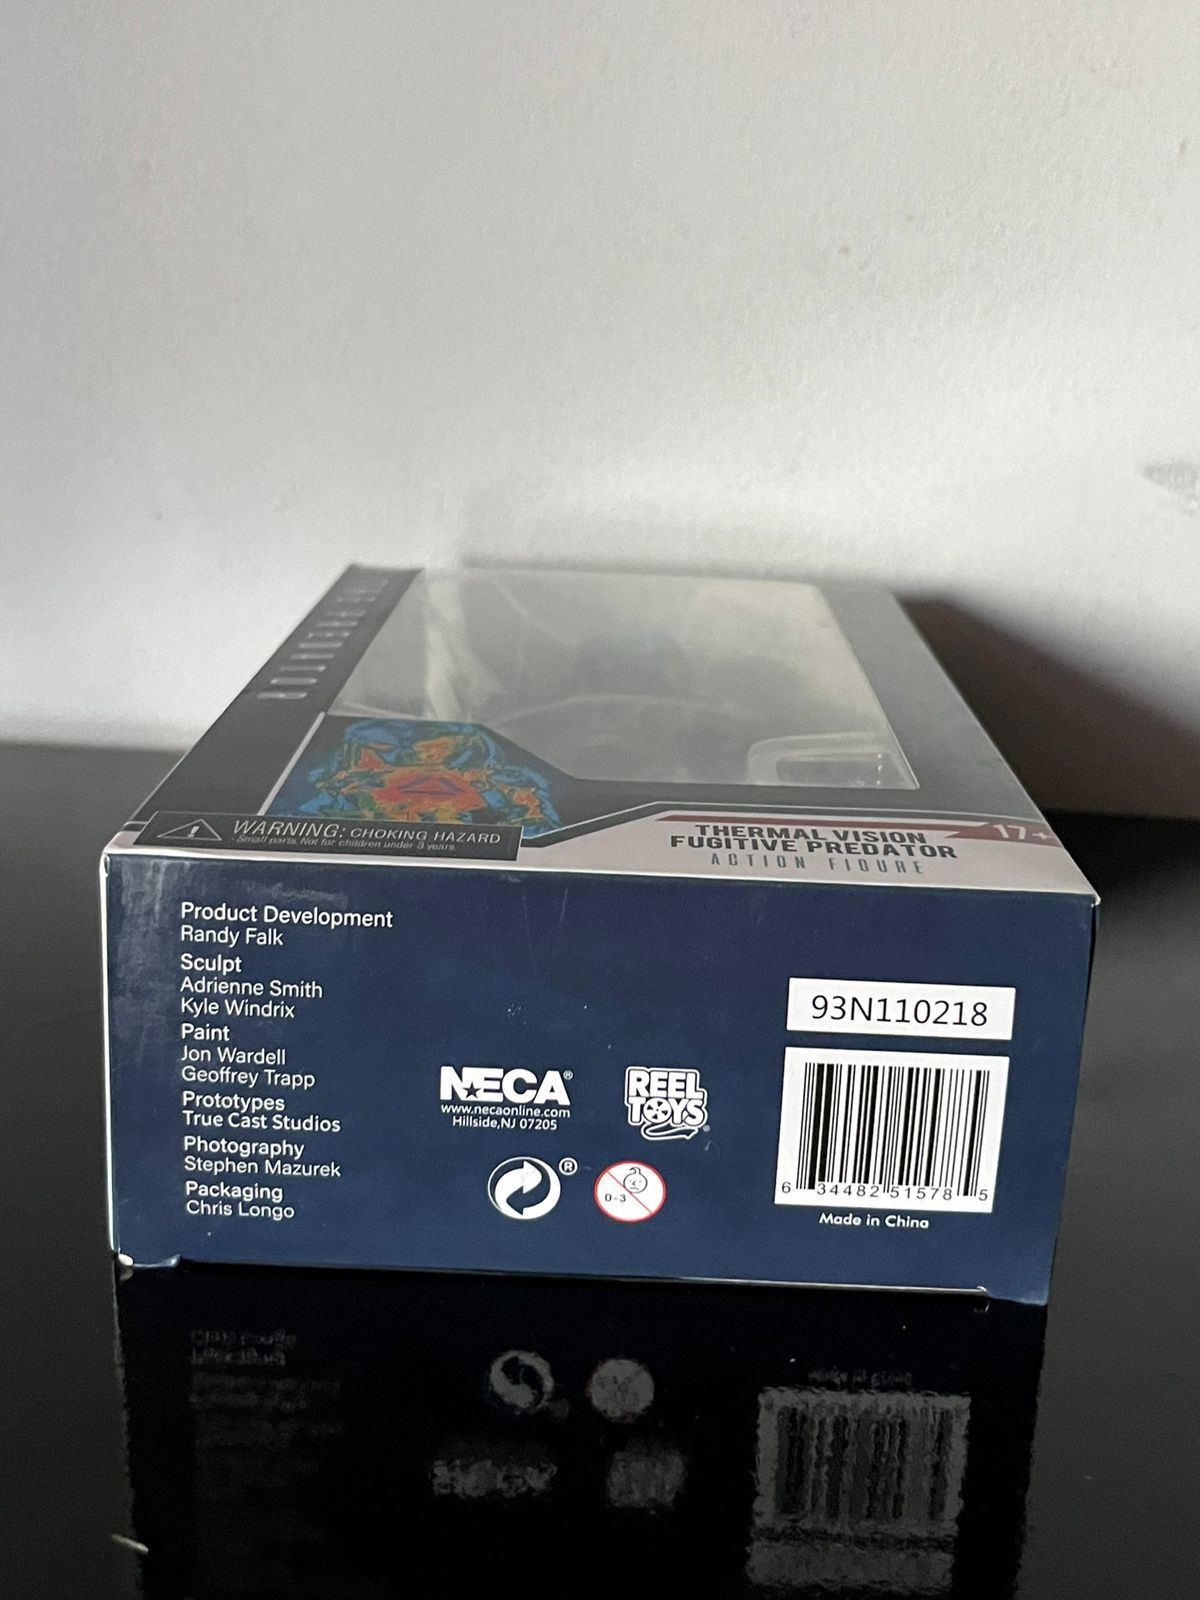 THE PREDATOR
WARNING: CHOKING HAZARD
Small parts. Not for children under 3 years.
THERMAL VISION
FUGITIVE PREDATOR
ACTION FIGURE
17+
Product Development
Randy Falk
Sculpt
Adrienne Smith
Kyle Windrix
Paint
Jon Wardell
Geoffrey Trapp
Prototypes
True Cast Studios
Photography
Stephen Mazurek
Packaging
Chris Longo
NECA®
www.necaonline.com
Hillside,NJ 07205
REEL
TOYS®
®
0-3
93N110218
6 34482 51578 5
Made in China